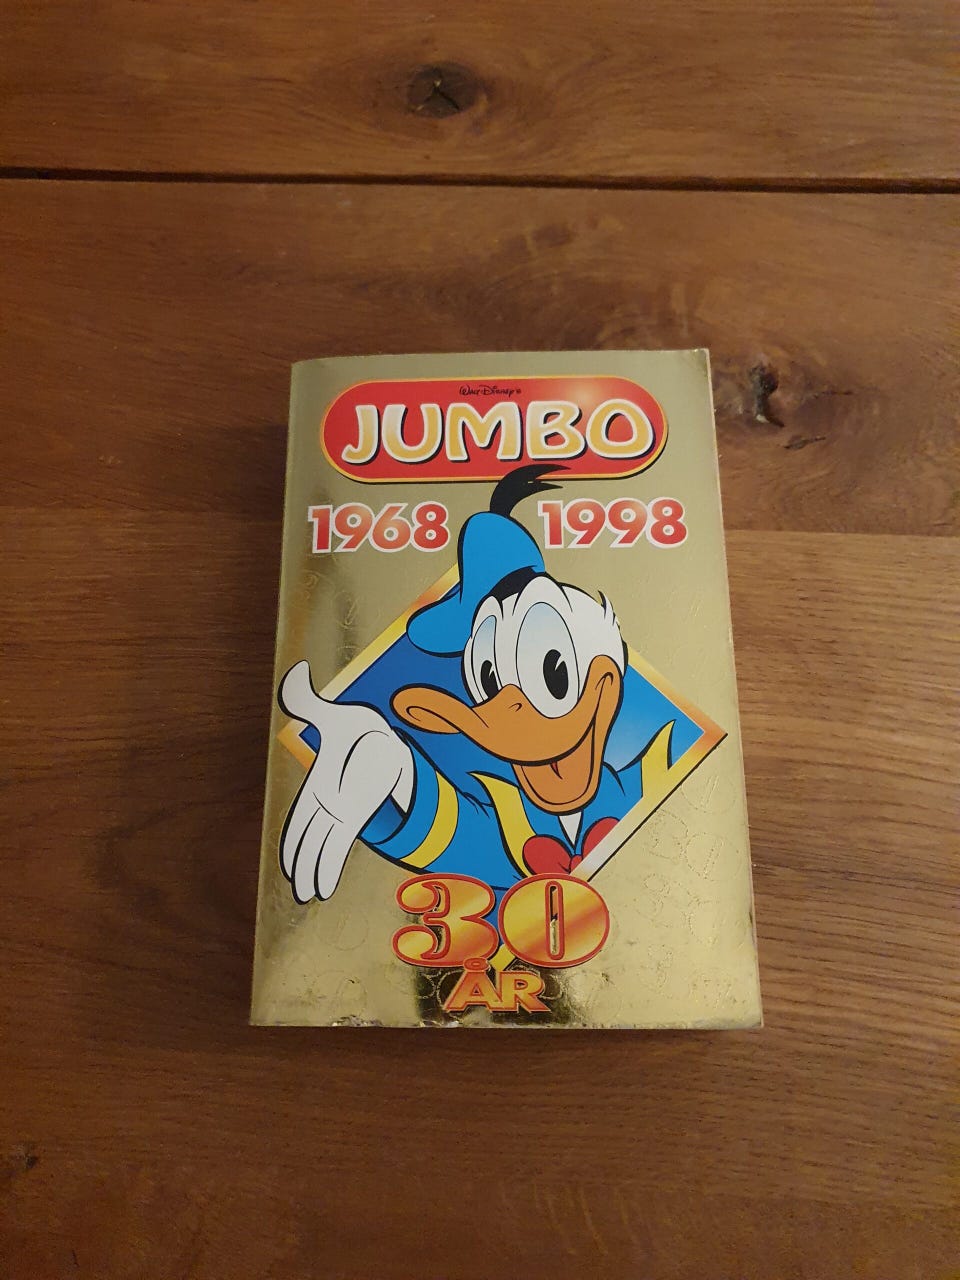 Walt Disney's
JUMBO
1968 1998
30
ÅR